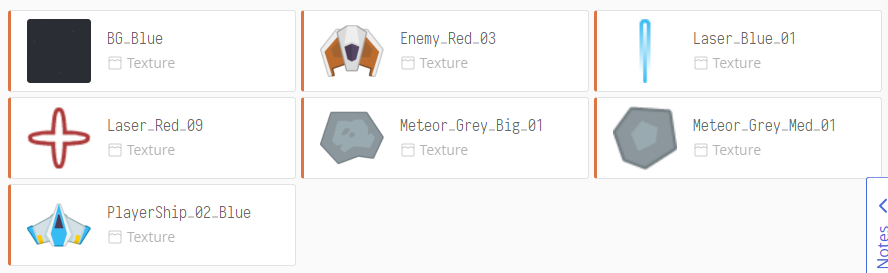 BG_Blue
Texture
Enemy_Red_03
Texture
Laser_Blue_01
Texture
Laser_Red_09
Texture
Meteor_Grey_Big_01
Texture
Meteor_Grey_Med_01
Texture
PlayerShip_02_Blue
Texture
Notes